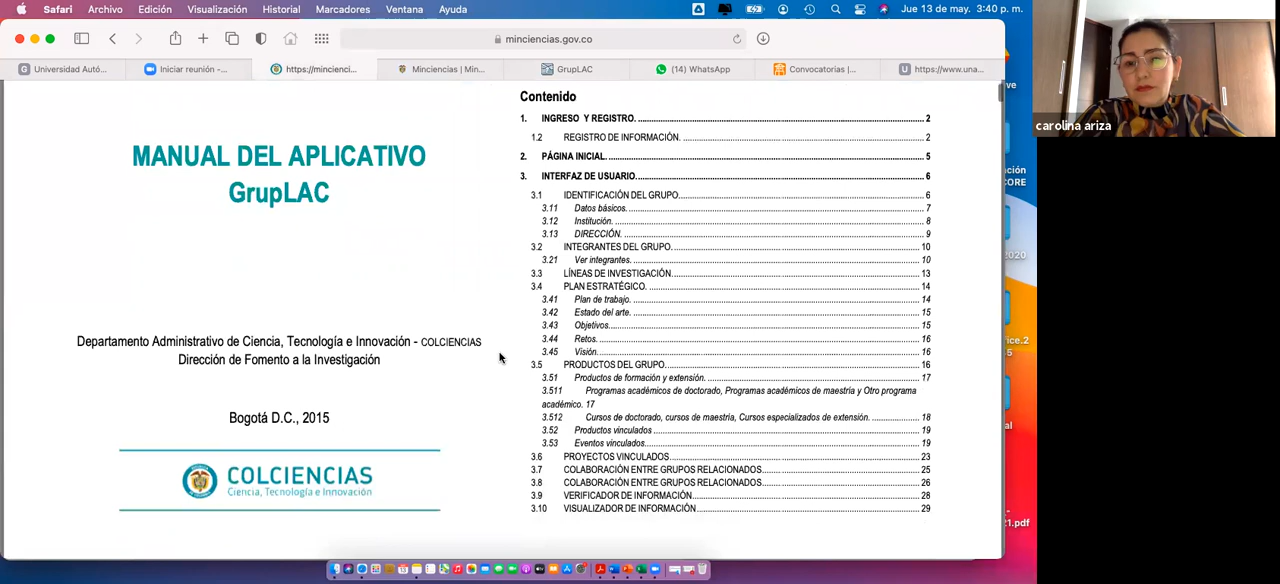 Safari Archivo Edición Visualización Historial Marcadores Ventana Ayuda
Jue 13 de may. 3:40 p. m.
minciencias.gov.co
Universidad Autó...
Iniciar reunión -...
https://mincienci...
Minciencias | Min...
GrupLAC
(14) WhatsApp
Convocatorias |...
https://www.una...
MANUAL DEL APLICATIVO
GrupLAC
Departamento Administrativo de Ciencia, Tecnología e Innovación - COLCIENCIAS
Dirección de Fomento a la Investigación
Bogotá D.C., 2015
COLCIENCIAS
Ciencia, Tecnología e Innovación
Contenido
1. INGRESO Y REGISTRO. 2
1.2 REGISTRO DE INFORMACIÓN. 2
2. PÁGINA INICIAL. 5
3. INTERFAZ DE USUARIO. 6
3.1 IDENTIFICACIÓN DEL GRUPO. 6
3.11 Datos básicos. 7
3.12 Institución. 8
3.13 DIRECCIÓN. 9
3.2 INTEGRANTES DEL GRUPO. 10
3.21 Ver integrantes. 10
3.3 LÍNEAS DE INVESTIGACIÓN. 13
3.4 PLAN ESTRATÉGICO. 14
3.41 Plan de trabajo. 14
3.42 Estado del arte. 15
3.43 Objetivos. 15
3.44 Retos. 16
3.45 Visión. 16
3.5 PRODUCTOS DEL GRUPO. 16
3.51 Productos de formación y extensión. 17
3.511 Programas académicos de doctorado, Programas académicos de maestría y Otro programa
académico. 17
3.512 Cursos de doctorado, cursos de maestría, Cursos especializados de extensión. 18
3.52 Productos vinculados 19
3.53 Eventos vinculados. 19
3.6 PROYECTOS VINCULADOS. 23
3.7 COLABORACIÓN ENTRE GRUPOS RELACIONADOS. 25
3.8 COLABORACIÓN ENTRE GRUPOS RELACIONADOS. 26
3.9 VERIFICADOR DE INFORMACIÓN. 28
3.10 VISUALIZADOR DE INFORMACIÓN. 29
carolina ariza